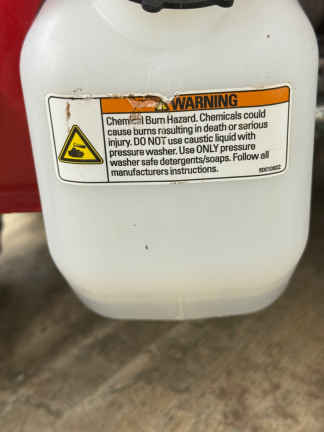 WARNING
Chemical Burn Hazard. Chemicals could
cause burns resulting in death or serious
injury. DO NOT use caustic liquid with
pressure washer. Use ONLY pressure
washer safe detergents/soaps. Follow all
manufacturers instructions.